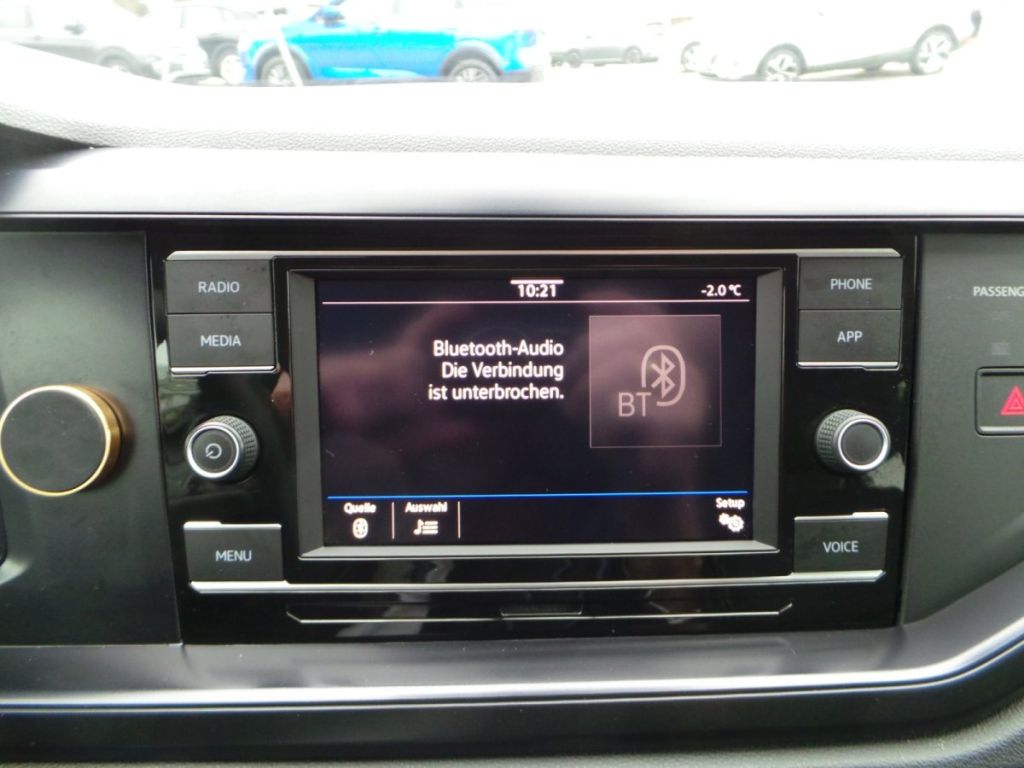 RADIO
MEDIA
10:21
-2.0 °C
Bluetooth-Audio
Die Verbindung
ist unterbrochen.
BT
Quelle
Auswahl
Setup
PHONE
APP
MENU
VOICE
PASSENG